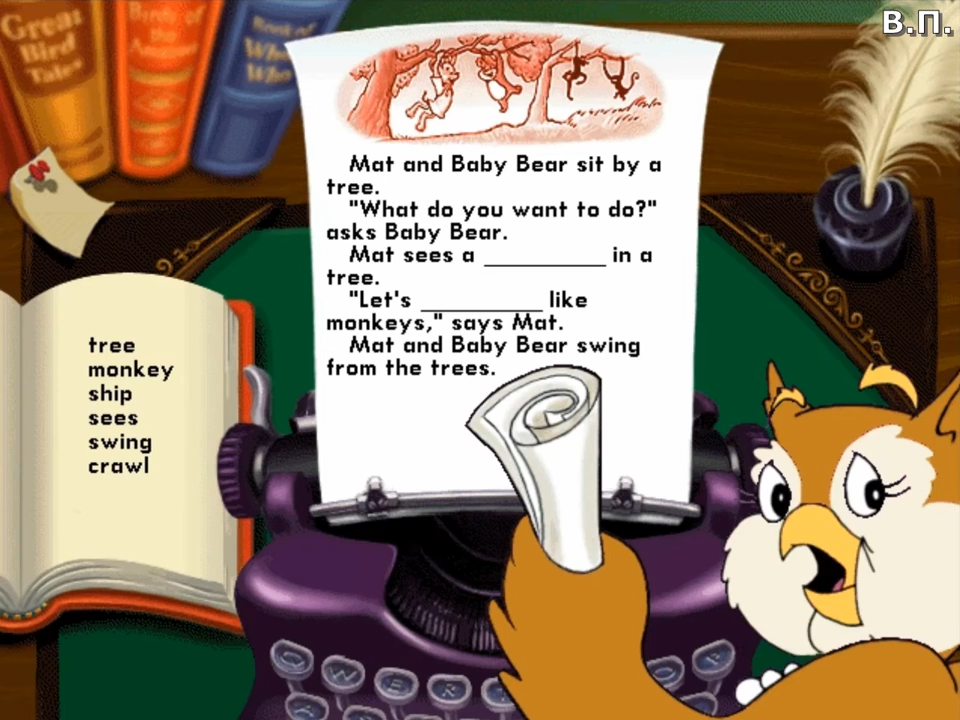 Great
Bird
Tales
Birds of
the
Book of
Who's
Who
В.П.
Mat and Baby Bear sit by a
tree.
"What do you want to do?"
asks Baby Bear.
Mat sees a __________ in a
tree.
"Let's __________ like
monkeys," says Mat.
Mat and Baby Bear swing
from the trees.
tree
monkey
ship
sees
swing
crawl
Q W E R